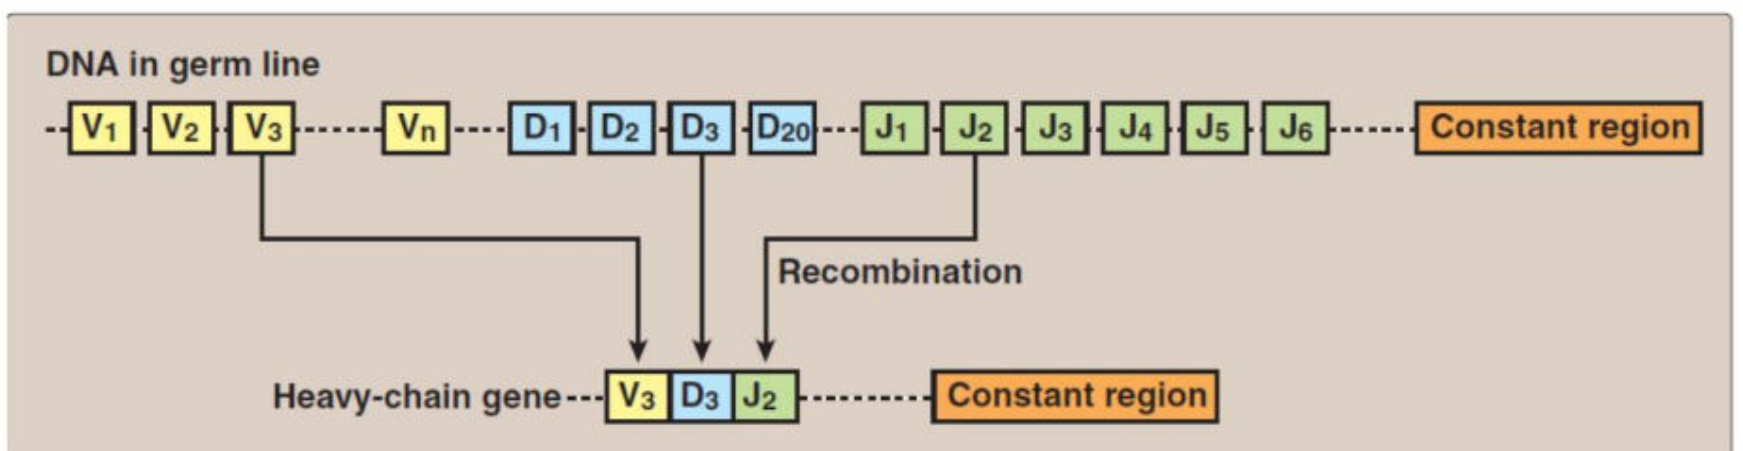 DNA in germ line
V1 V2 V3 Vn D1 D2 D3 D20 J1 J2 J3 J4 J5 J6 Constant region
Recombination
Heavy-chain gene V3 D3 J2 Constant region